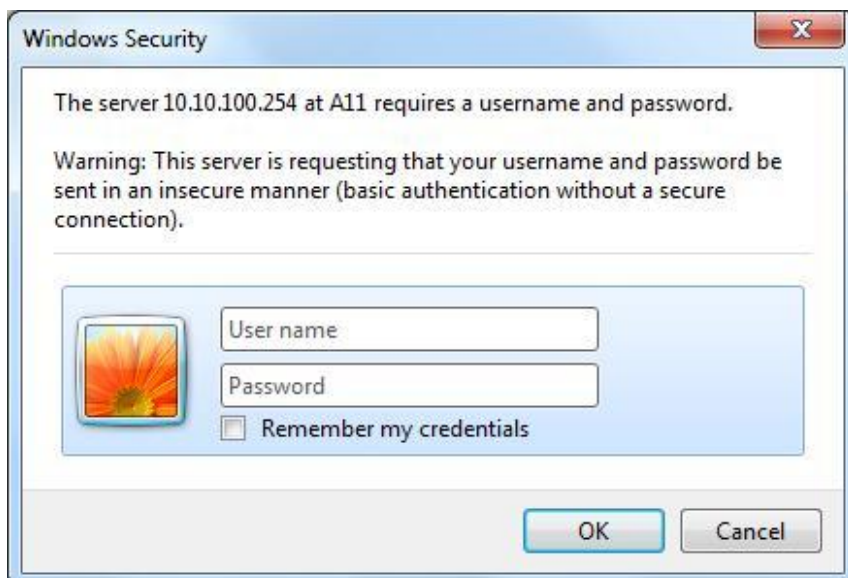 Windows Security
The server 10.10.100.254 at A11 requires a username and password.
Warning: This server is requesting that your username and password be
sent in an insecure manner (basic authentication without a secure
connection).
User name
Password
Remember my credentials
OK
Cancel